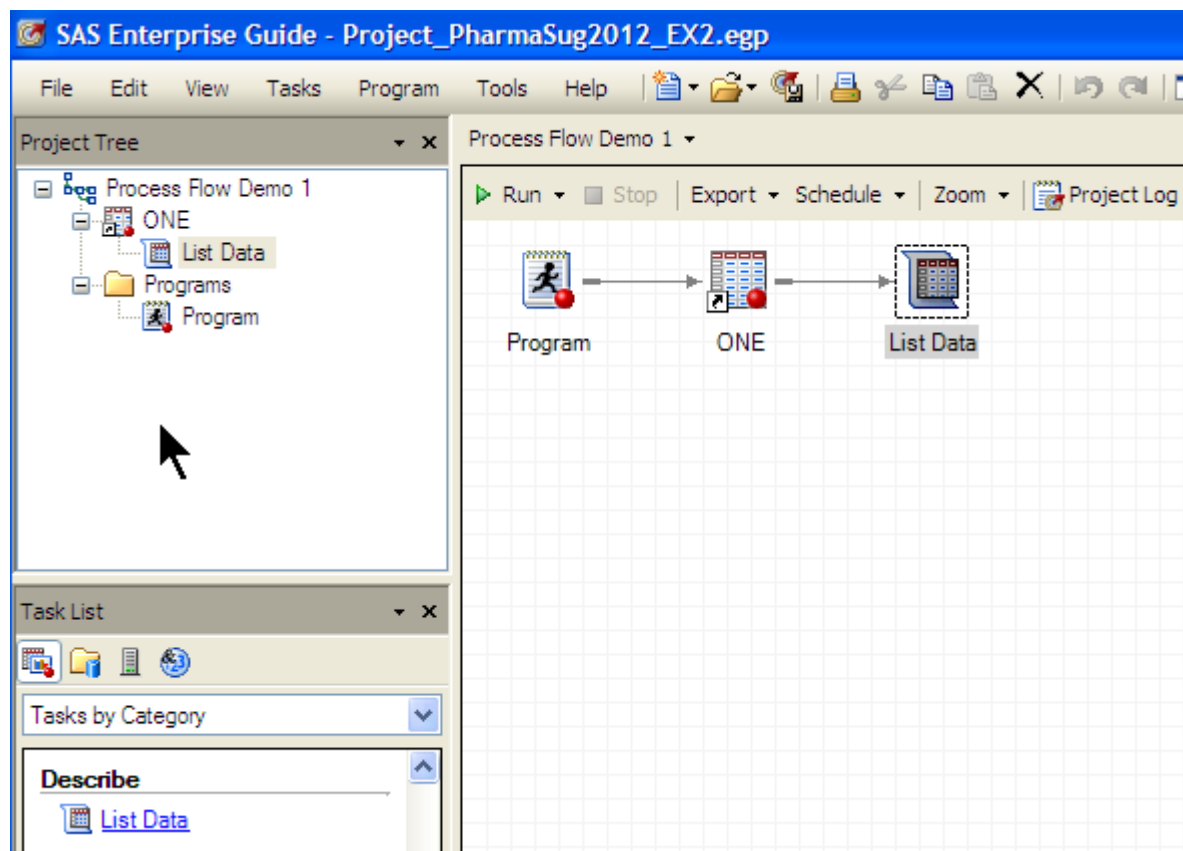 SAS Enterprise Guide - Project_PharmaSug2012_EX2.egp
File Edit View Tasks Program Tools Help
Project Tree
Process Flow Demo 1
ONE
List Data
Programs
Program
Process Flow Demo 1
Run Stop Export Schedule Zoom Project Log
Program ONE List Data
Task List
Tasks by Category
Describe
List Data